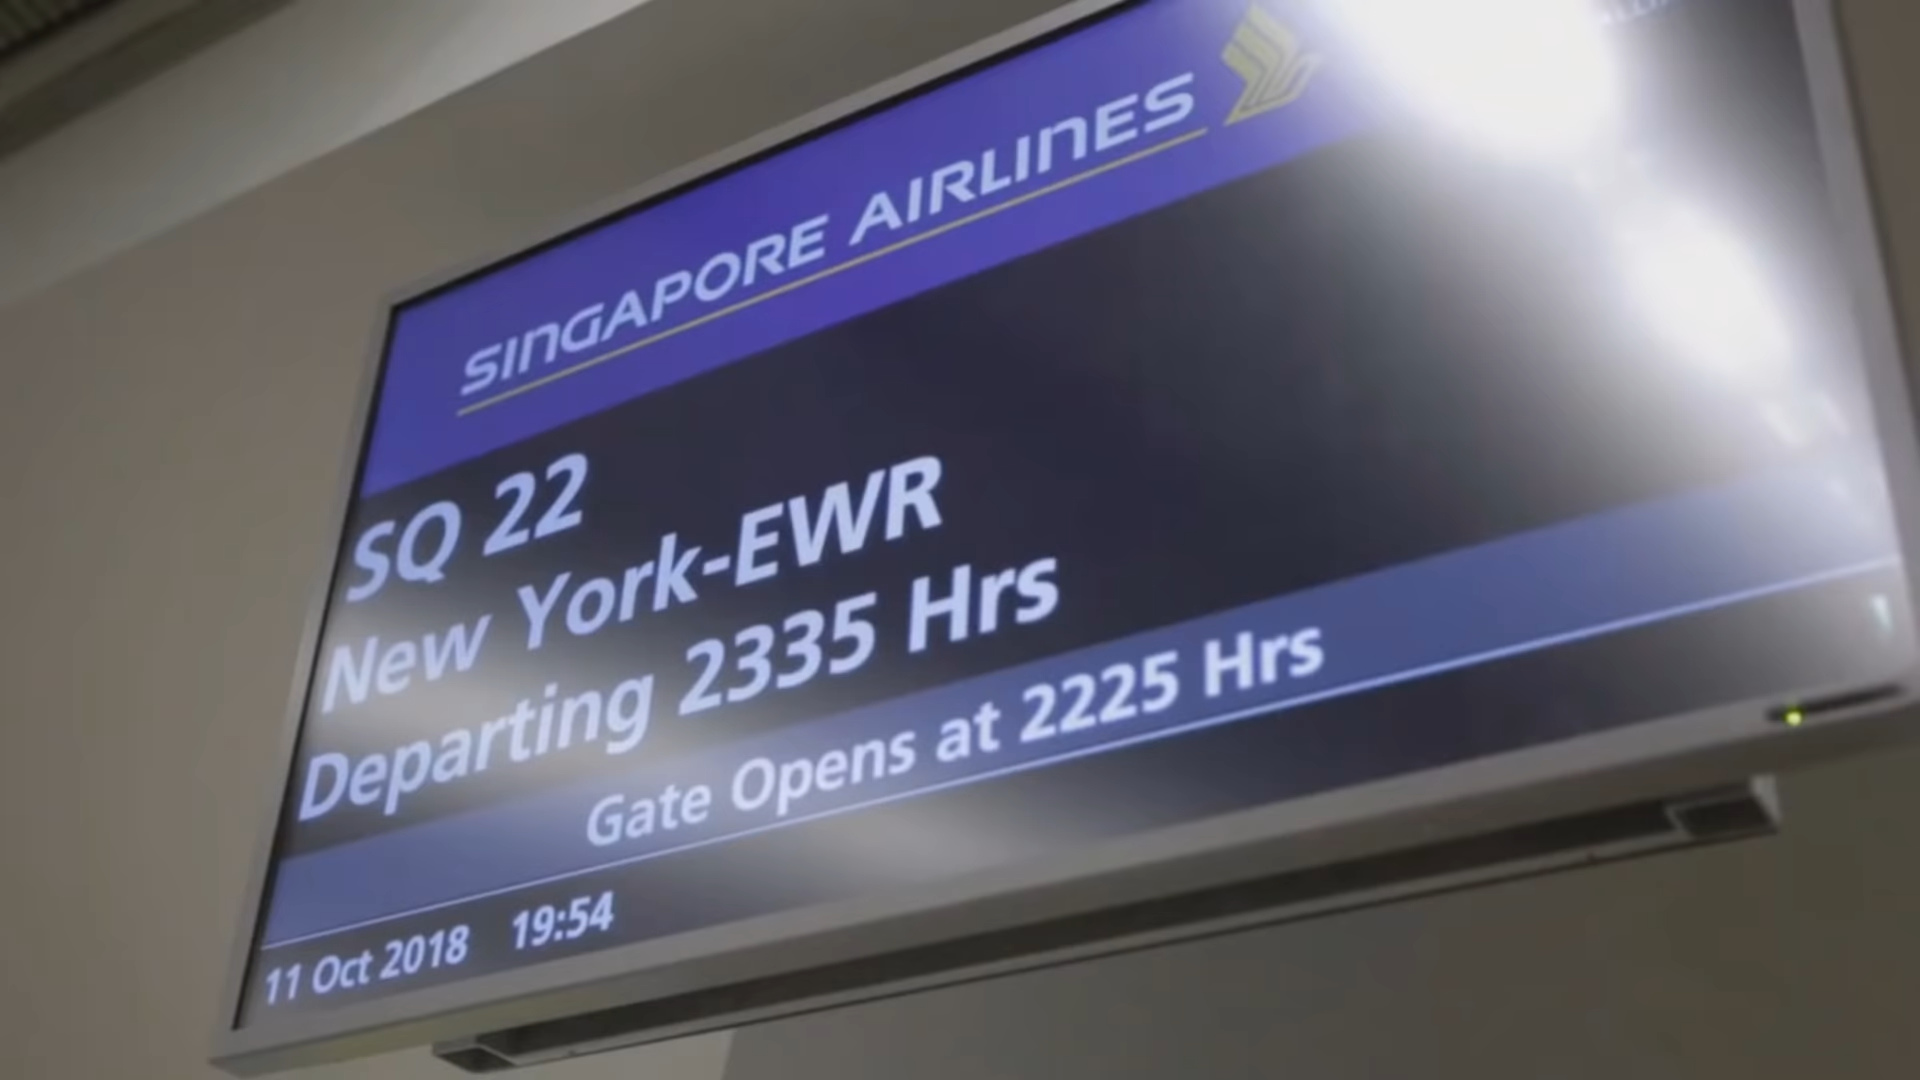 SINGAPORE AIRLINES
SQ 22
New York-EWR
Departing 2335 Hrs
Gate Opens at 2225 Hrs
11 Oct 2018 19:54